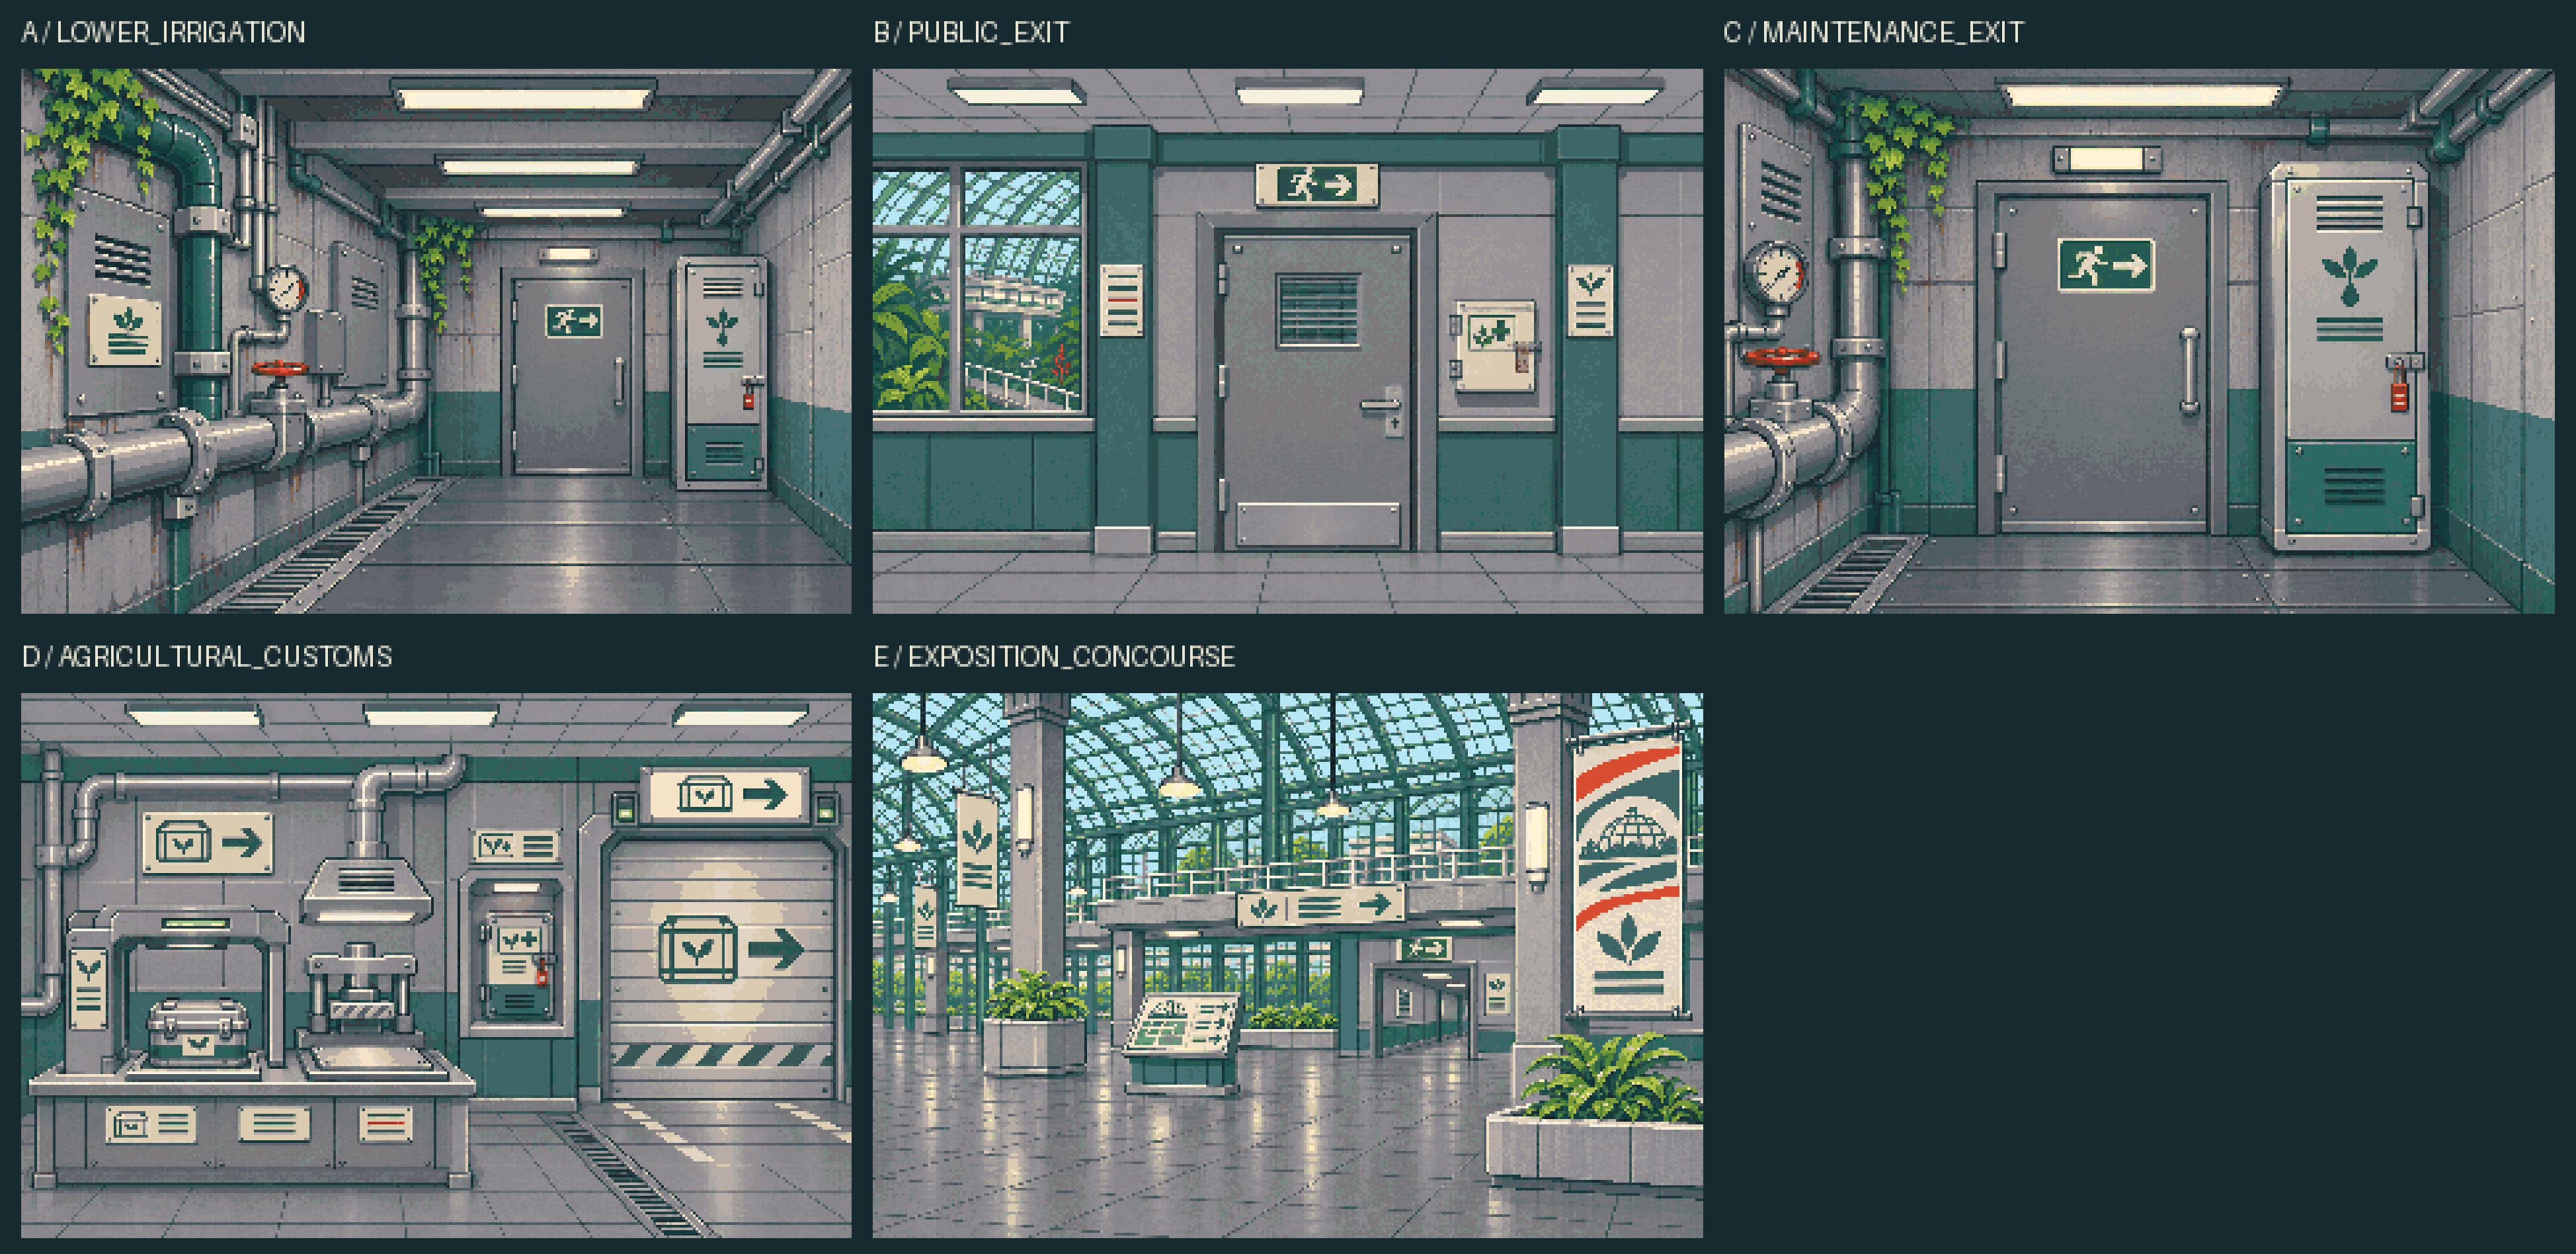 A / LOWER_IRRIGATION
B / PUBLIC_EXIT
C / MAINTENANCE_EXIT
D / AGRICULTURAL_CUSTOMS
E / EXPOSITION_CONCOURSE